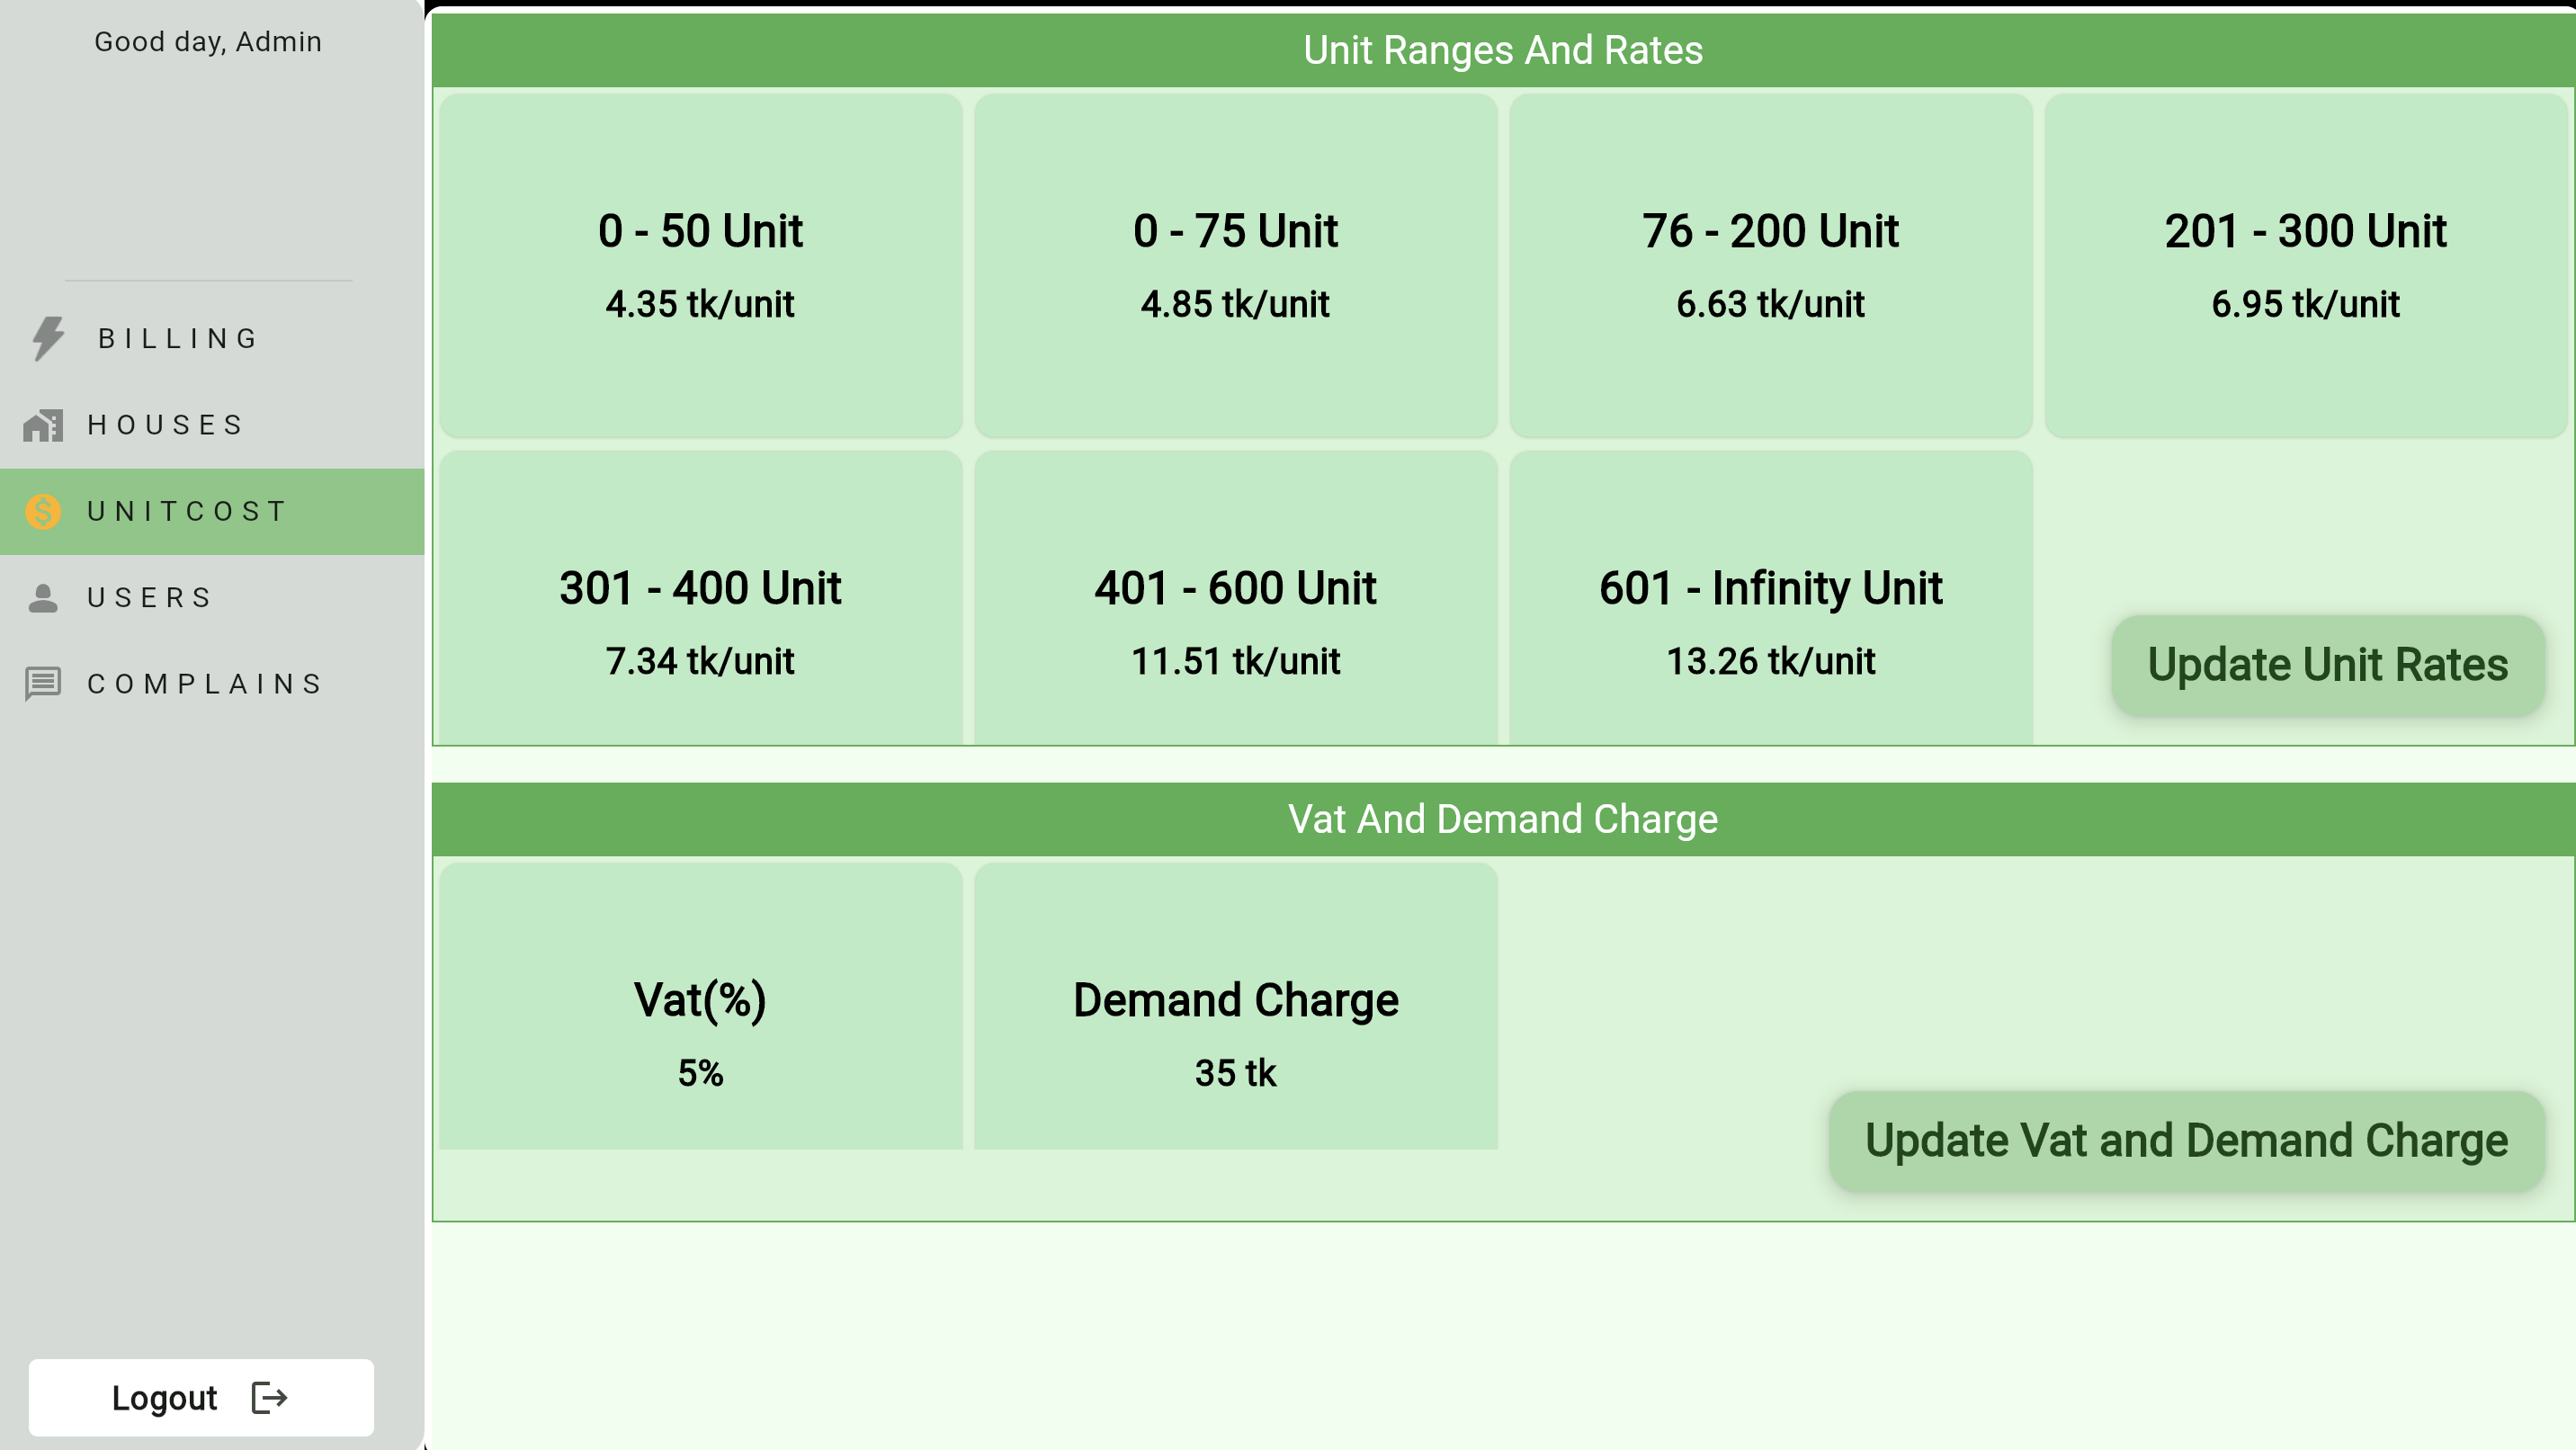 Good day, Admin
BILLING
HOUSES
UNITCOST
USERS
COMPLAINS
Logout
Unit Ranges And Rates
0 - 50 Unit
4.35 tk/unit
0 - 75 Unit
4.85 tk/unit
76 - 200 Unit
6.63 tk/unit
201 - 300 Unit
6.95 tk/unit
301 - 400 Unit
7.34 tk/unit
401 - 600 Unit
11.51 tk/unit
601 - Infinity Unit
13.26 tk/unit
Update Unit Rates
Vat And Demand Charge
Vat(%)
5%
Demand Charge
35 tk
Update Vat and Demand Charge